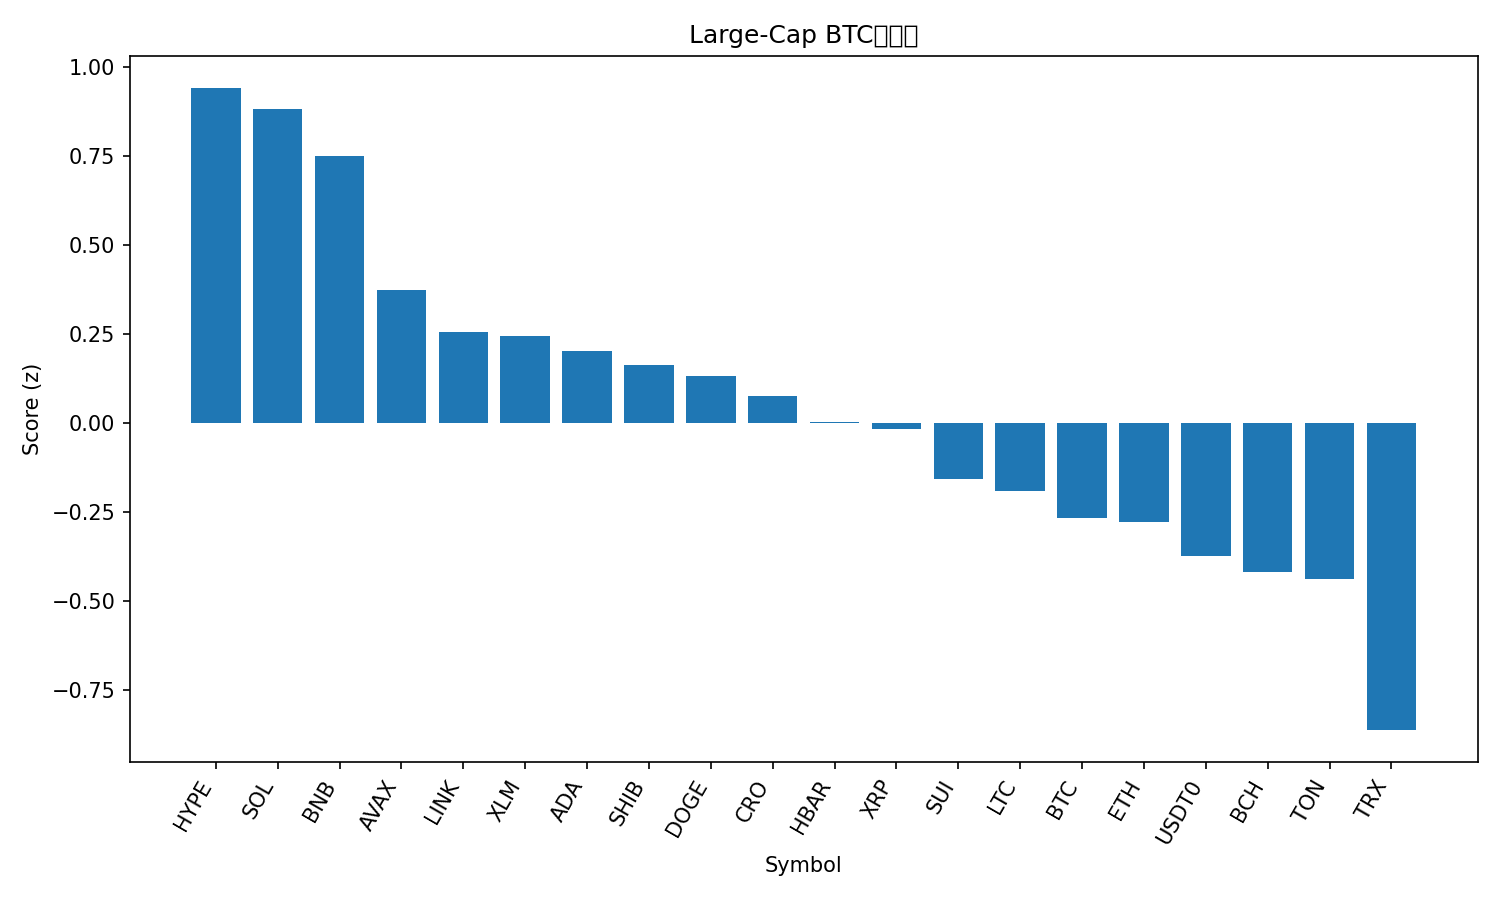 Large-Cap BTC
1.00
0.75
0.50
0.25
0.00
−0.25
−0.50
−0.75
Score (z)
HYPE
SOL
BNB
AVAX
LINK
XLM
ADA
SHIB
DOGE
CRO
HBAR
XRP
SUI
LTC
BTC
ETH
USDT0
BCH
TON
TRX
Symbol